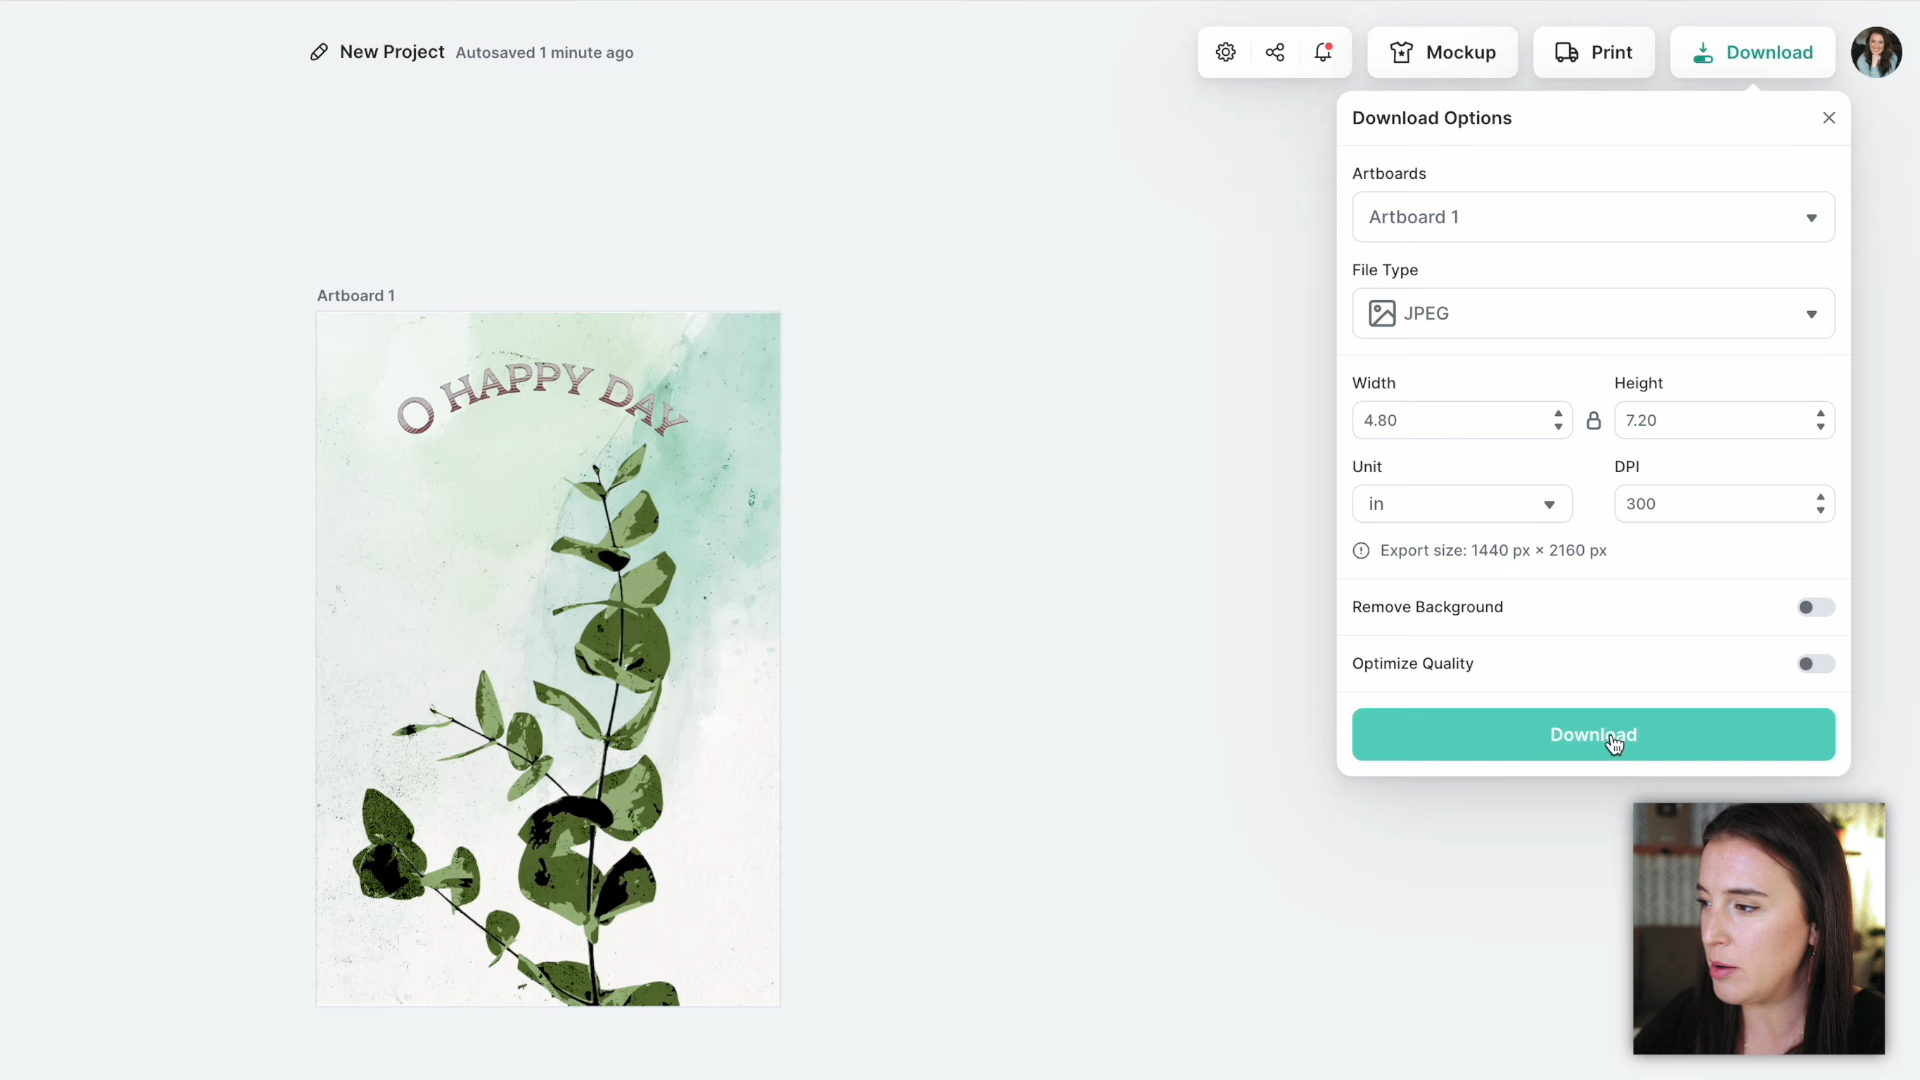 New Project Autosaved 1 minute ago
Mockup
Print
Download
Download Options
Artboards
Artboard 1
File Type
JPEG
Width
Height
4.80
7.20
Unit
DPI
in
300
Export size: 1440 px × 2160 px
Remove Background
Optimize Quality
Download
Artboard 1
O HAPPY DAY